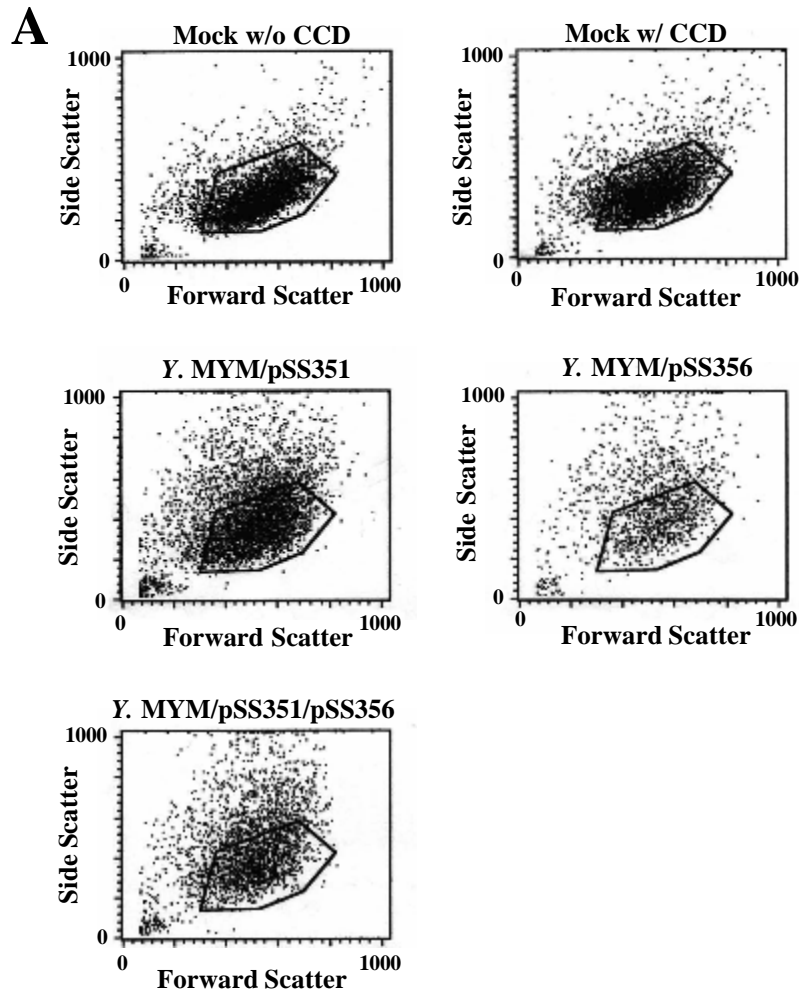 A
Mock w/o CCD
1000
Side Scatter
0
0
1000
Forward Scatter
Mock w/ CCD
1000
Side Scatter
0
0
1000
Forward Scatter
Y. MYM/pSS351
1000
Side Scatter
0
0
1000
Forward Scatter
Y. MYM/pSS356
1000
Side Scatter
0
0
1000
Forward Scatter
Y. MYM/pSS351/pSS356
1000
Side Scatter
0
0
1000
Forward Scatter